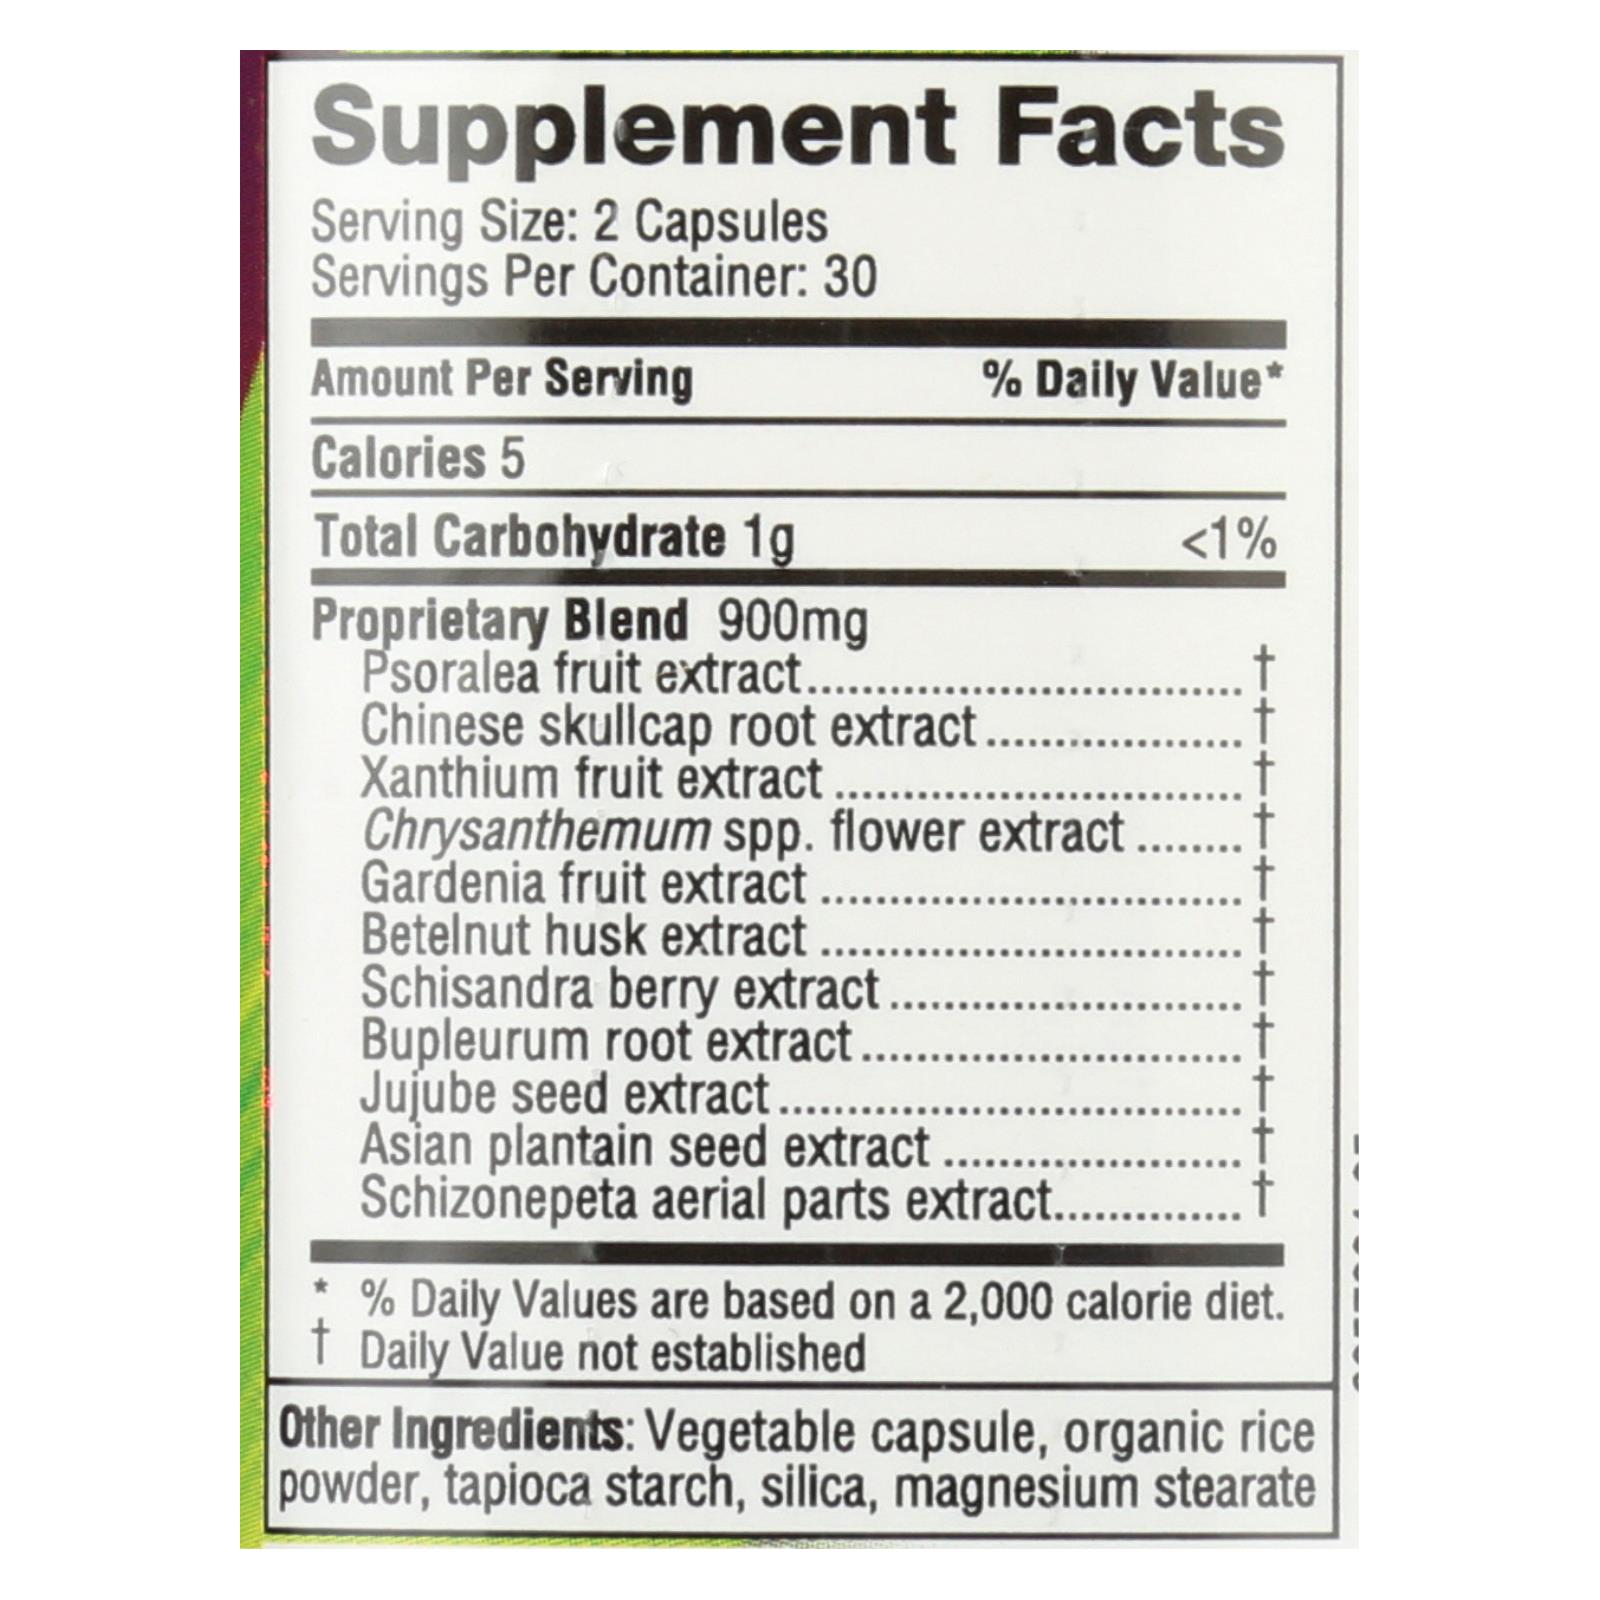 Supplement Facts
Serving Size: 2 Capsules
Servings Per Container: 30
Amount Per Serving % Daily Value*
Calories 5
Total Carbohydrate 1g <1%
Proprietary Blend 900mg
Psoralea fruit extract................................ †
Chinese skullcap root extract................... †
Xanthium fruit extract .............................. †
Chrysanthemum spp. flower extract ........ †
Gardenia fruit extract ............................... †
Betelnut husk extract ............................... †
Schisandra berry extract.......................... †
Bupleurum root extract............................ †
Jujube seed extract.................................. †
Asian plantain seed extract ...................... †
Schizonepeta aerial parts extract.............. †
* % Daily Values are based on a 2,000 calorie diet.
† Daily Value not established
Other Ingredients: Vegetable capsule, organic rice
powder, tapioca starch, silica, magnesium stearate